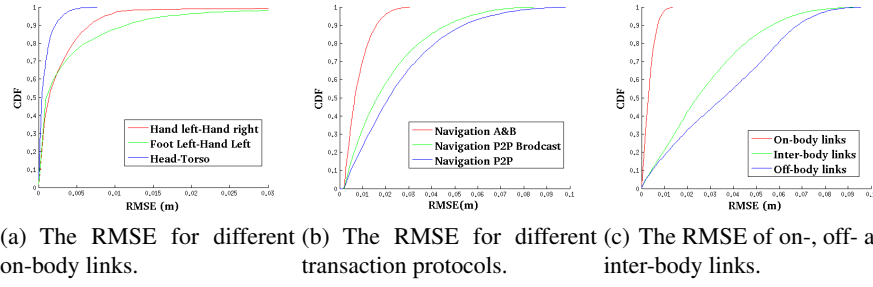 1
0.9
0.8
0.7
0.6
0.5
0.4
0.3
0.2
0.1
0
CDF
0 0.005 0.01 0.015 0.02 0.025 0.03
RMSE (m)
Hand left-Hand right
Foot Left-Hand Left
Head-Torso
1
0.9
0.8
0.7
0.6
0.5
0.4
0.3
0.2
0.1
0
CDF
0 0.01 0.02 0.03 0.04 0.05 0.06 0.07 0.08 0.09 0.1
RMSE(m)
Navigation A&B
Navigation P2P Brodcast
Navigation P2P
1
0.9
0.8
0.7
0.6
0.5
0.4
0.3
0.2
0.1
0
CDF
0 0.01 0.02 0.03 0.04 0.05 0.06 0.07 0.08 0.09 0.1
RMSE (m)
On-body links
Inter-body links
Off-body links
(a) The RMSE for different
on-body links.
(b) The RMSE for different
transaction protocols.
(c) The RMSE of on-, off- a
inter-body links.